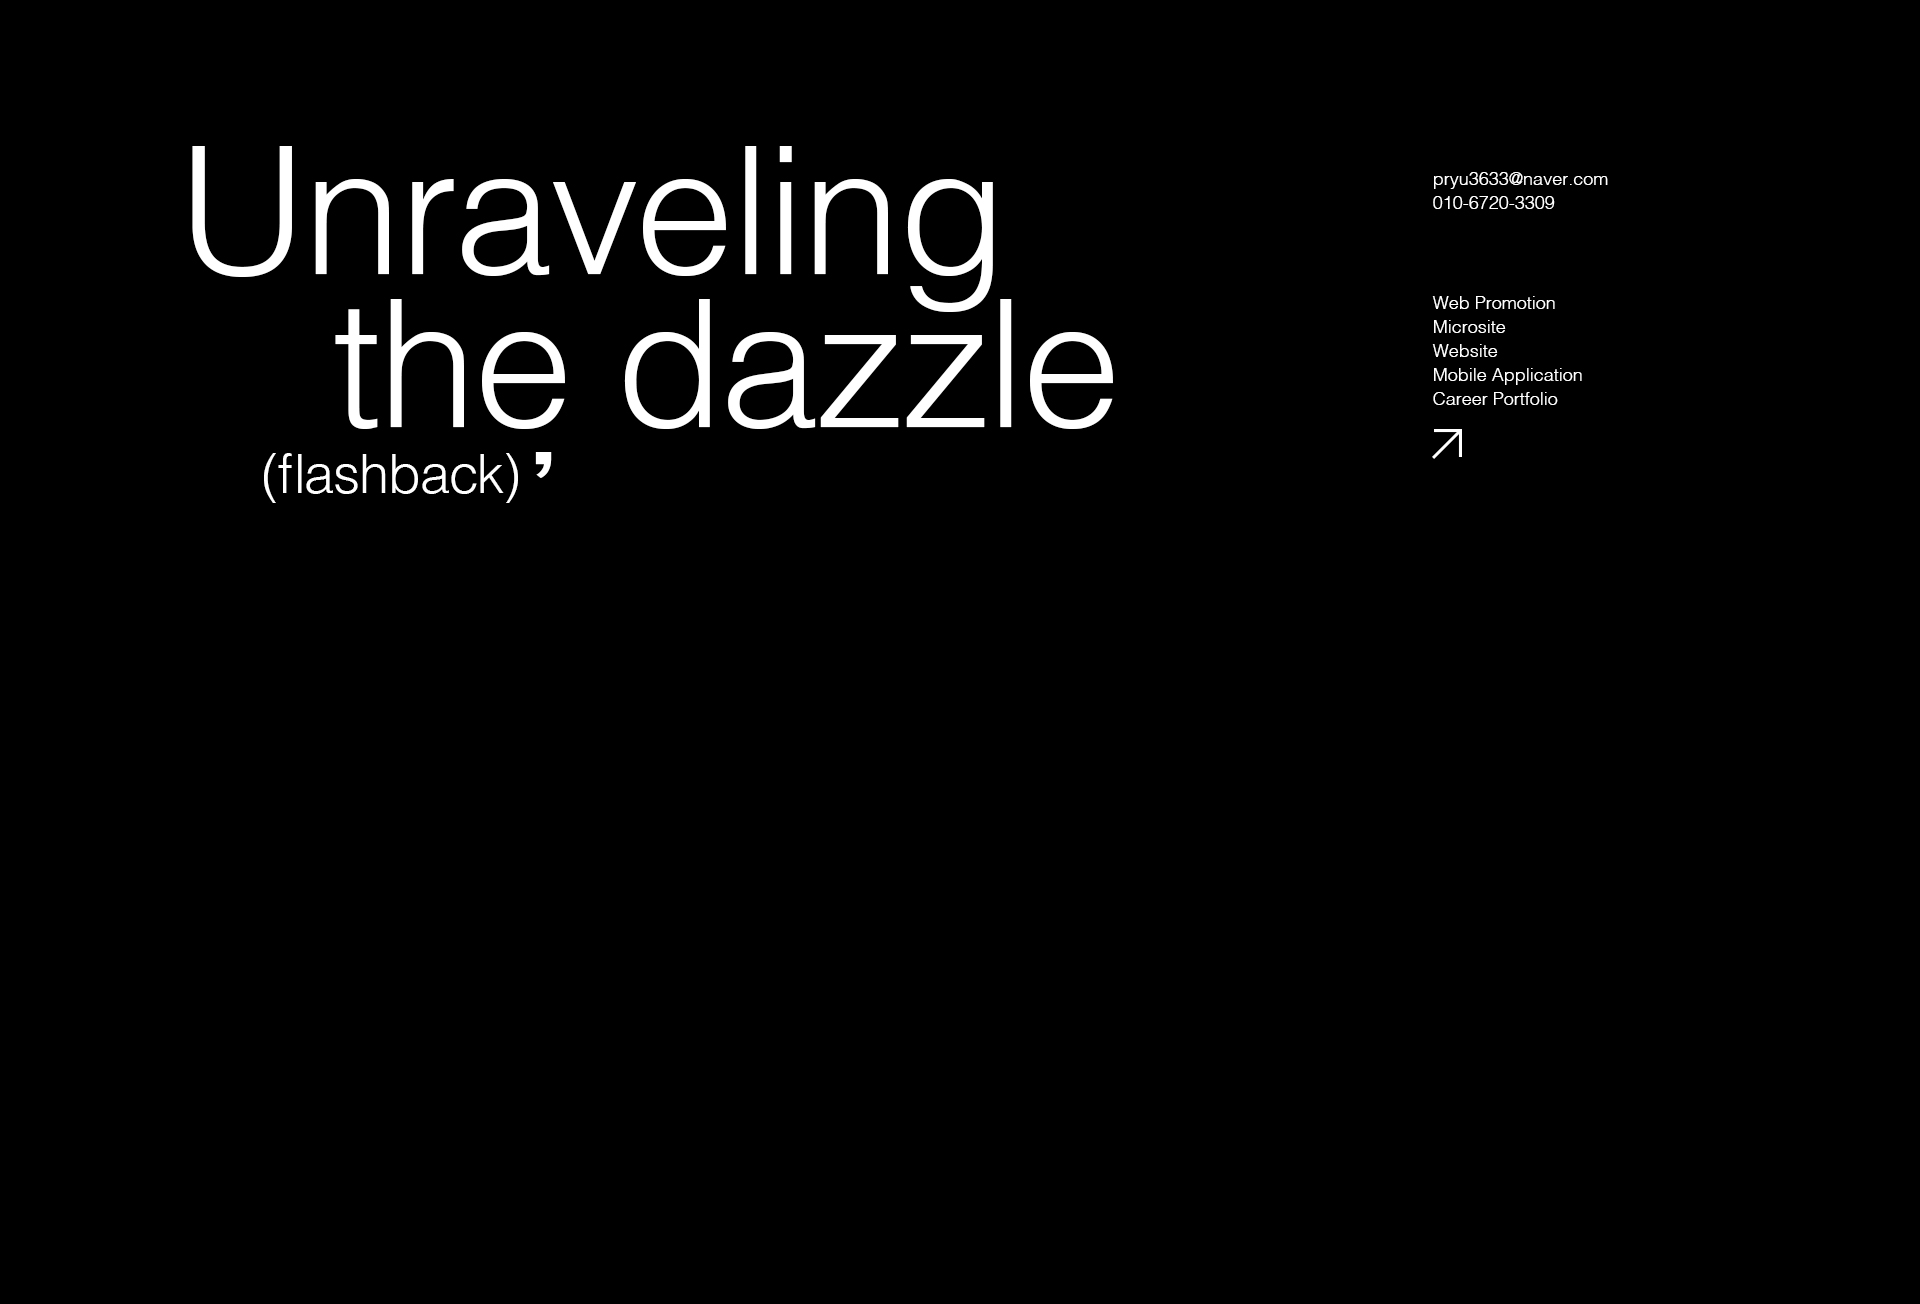 Unraveling
the dazzle
(flashback) ❜
pryu3633@naver.com
010-6720-3309
Web Promotion
Microsite
Website
Mobile Application
Career Portfolio